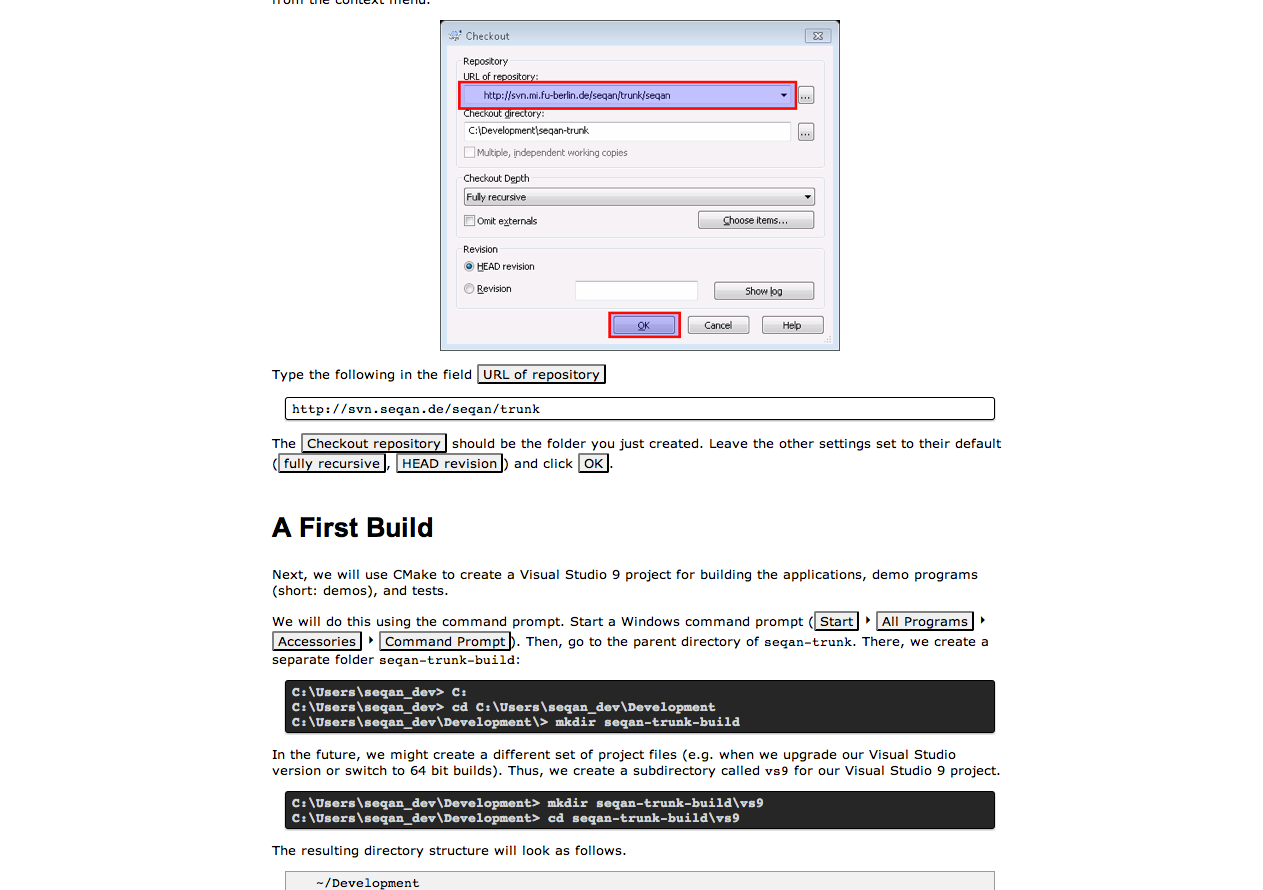 from the context menu.
Checkout
Repository
URL of repository:
http://svn.mi.fu-berlin.de/seqan/trunk/seqan
...
Checkout directory:
C:\Development\seqan-trunk
...
Multiple, independent working copies
Checkout Depth
Fully recursive
Omit externals
Choose items...
Revision
HEAD revision
Revision
Show log
OK
Cancel
Help
Type the following in the field URL of repository
http://svn.seqan.de/seqan/trunk
The Checkout repository should be the folder you just created. Leave the other settings set to their default
(fully recursive, HEAD revision) and click OK.
A First Build
Next, we will use CMake to create a Visual Studio 9 project for building the applications, demo programs
(short: demos), and tests.
We will do this using the command prompt. Start a Windows command prompt (Start ‣ All Programs ‣
Accessories ‣ Command Prompt). Then, go to the parent directory of seqan-trunk. There, we create a
separate folder seqan-trunk-build:
C:\Users\seqan_dev> C:
C:\Users\seqan_dev> cd C:\Users\seqan_dev\Development
C:\Users\seqan_dev\Development\> mkdir seqan-trunk-build
In the future, we might create a different set of project files (e.g. when we upgrade our Visual Studio
version or switch to 64 bit builds). Thus, we create a subdirectory called vs9 for our Visual Studio 9 project.
C:\Users\seqan_dev\Development> mkdir seqan-trunk-build\vs9
C:\Users\seqan_dev\Development> cd seqan-trunk-build\vs9
The resulting directory structure will look as follows.
~/Development